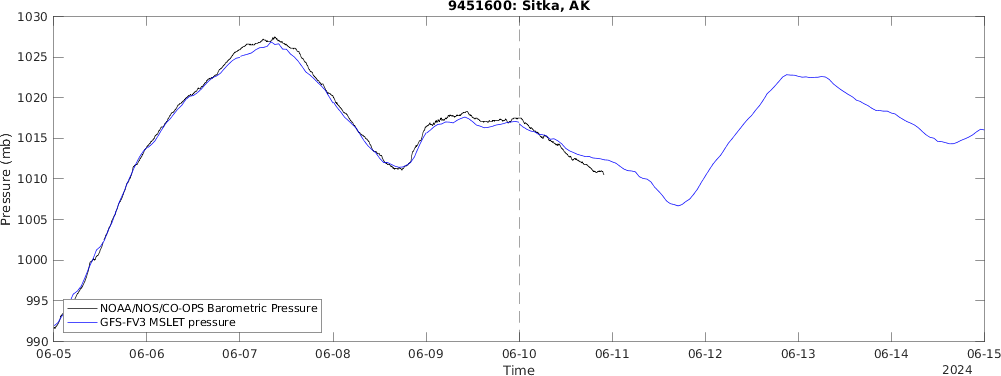 9451600: Sitka, AK
1030
1025
1020
1015
1010
1005
1000
995
990
Pressure (mb)
NOAA/NOS/CO-OPS Barometric Pressure
GFS-FV3 MSLET pressure
06-05 06-06 06-07 06-08 06-09 06-10 06-11 06-12 06-13 06-14 06-15
Time
2024